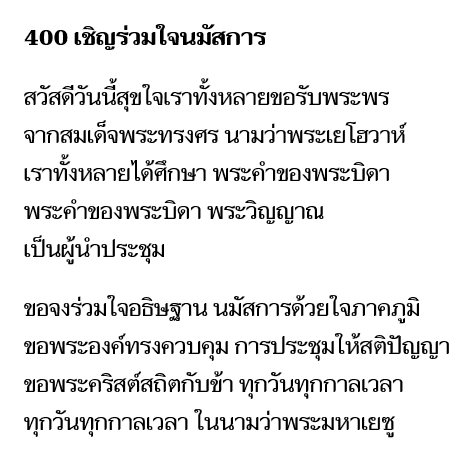 400 เชิญร่วมใจนมัสการ
สวัสดีวันนี้สุขใจเราทั้งหลายขอรับพระพร
จากสมเด็จพระทรงศร นามว่าพระเยโฮวาห์
เราทั้งหลายได้ศึกษา พระคำของพระบิดา
พระคำของพระบิดา พระวิญญาณ
เป็นผู้นำประชุม
ขอจงร่วมใจอธิษฐาน นมัสการด้วยใจภาคภูมิ
ขอพระองค์ทรงควบคุม การประชุมให้สติปัญญา
ขอพระคริสต์สถิตกับข้า ทุกวันทุกกาลเวลา
ทุกวันทุกกาลเวลา ในนามว่าพระมหาเยซู